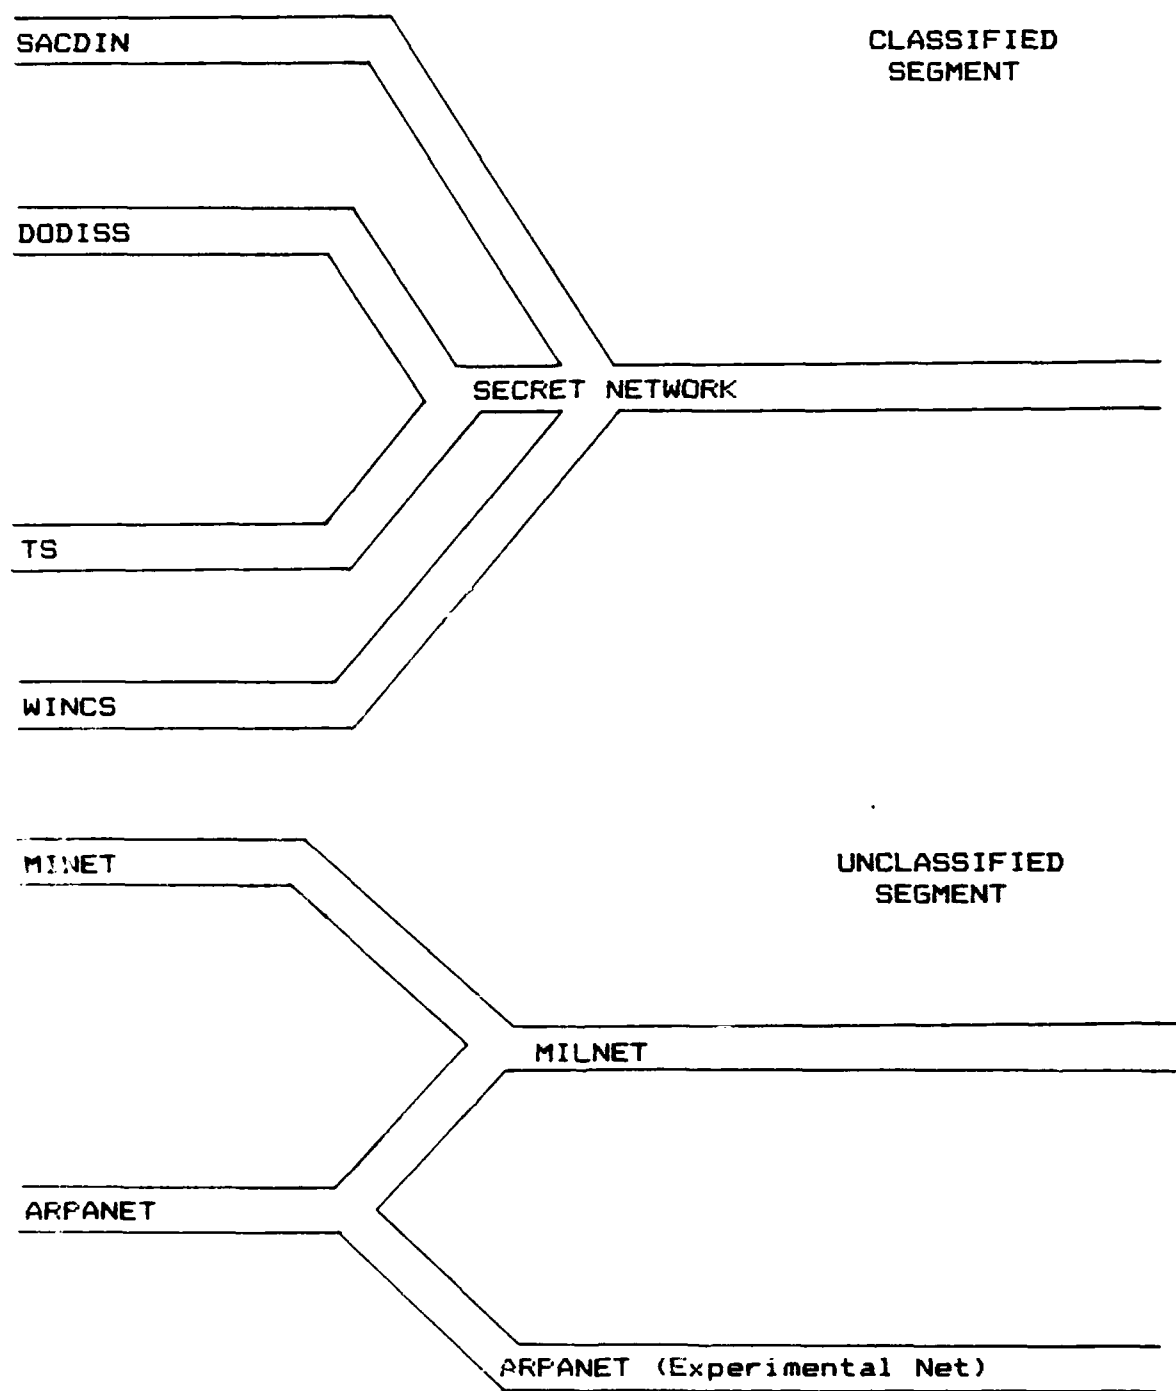 SACDIN
CLASSIFIED
SEGMENT
DODISS
SECRET NETWORK
TS
WINCS
MINET
UNCLASSIFIED
SEGMENT
MILNET
ARPANET
ARPANET (Experimental Net)